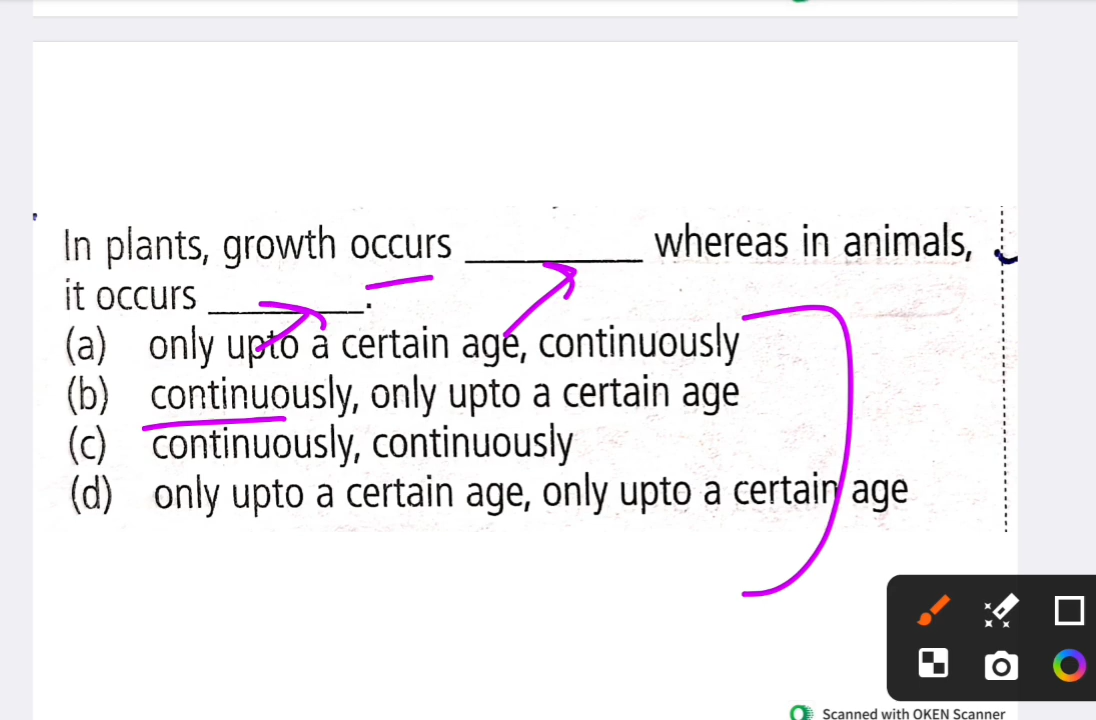 In plants, growth occurs __________ whereas in animals,
it occurs __________.
(a) only upto a certain age, continuously
(b) continuously, only upto a certain age
(c) continuously, continuously
(d) only upto a certain age, only upto a certain age
Scanned with OKEN Scanner